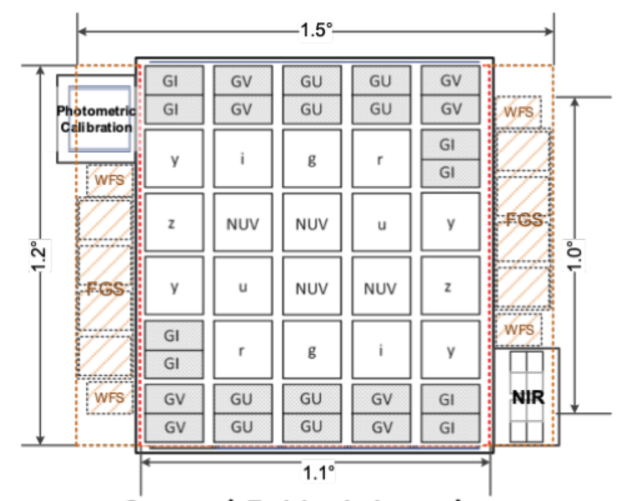 1.5°
GI GV GU GU GV
GI GV GU GU GV
Photometric
Calibration
WFS
y i g r GI
GI
WFS
z NUV NUV u y
FGS
1.2°
1.0°
y u NUV NUV z
FGS
GI
GI r g i y
WFS
WFS
GV GU GU GV GI
GV GU GU GV GI
NIR
1.1°